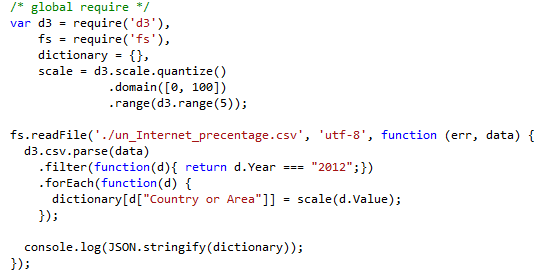 /* global require */
var d3 = require('d3'),
    fs = require('fs'),
    dictionary = {},
    scale = d3.scale.quantize()
              .domain([0, 100])
              .range(d3.range(5));
fs.readFile('./un_Internet_precentage.csv', 'utf-8', function (err, data) {
  d3.csv.parse(data)
    .filter(function(d){ return d.Year === "2012";})
    .forEach(function(d) {
      dictionary[d["Country or Area"]] = scale(d.Value);
    });
  console.log(JSON.stringify(dictionary));
});